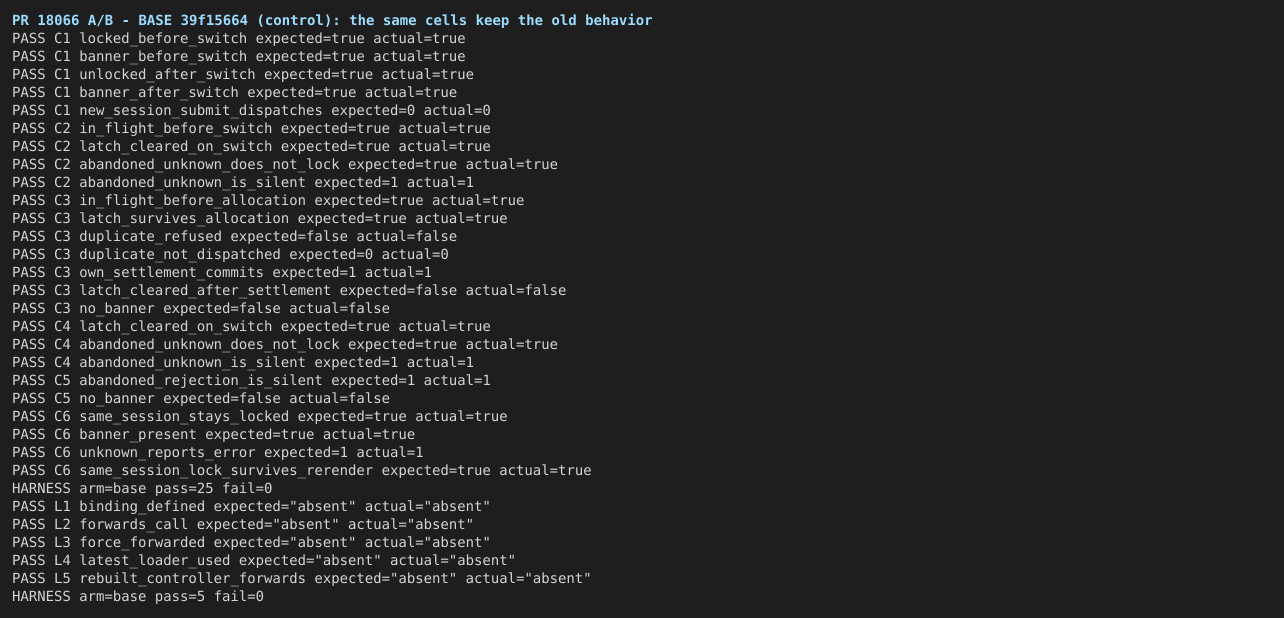 PR 18066 A/B - BASE 39f15664 (control): the same cells keep the old behavior
PASS C1 locked_before_switch expected=true actual=true
PASS C1 banner_before_switch expected=true actual=true
PASS C1 unlocked_after_switch expected=true actual=true
PASS C1 banner_after_switch expected=true actual=true
PASS C1 new_session_submit_dispatches expected=0 actual=0
PASS C2 in_flight_before_switch expected=true actual=true
PASS C2 latch_cleared_on_switch expected=true actual=true
PASS C2 abandoned_unknown_does_not_lock expected=true actual=true
PASS C2 abandoned_unknown_is_silent expected=1 actual=1
PASS C3 in_flight_before_allocation expected=true actual=true
PASS C3 latch_survives_allocation expected=true actual=true
PASS C3 duplicate_refused expected=false actual=false
PASS C3 duplicate_not_dispatched expected=0 actual=0
PASS C3 own_settlement_commits expected=1 actual=1
PASS C3 latch_cleared_after_settlement expected=false actual=false
PASS C3 no_banner expected=false actual=false
PASS C4 latch_cleared_on_switch expected=true actual=true
PASS C4 abandoned_unknown_does_not_lock expected=true actual=true
PASS C4 abandoned_unknown_is_silent expected=1 actual=1
PASS C5 abandoned_rejection_is_silent expected=1 actual=1
PASS C5 no_banner expected=false actual=false
PASS C6 same_session_stays_locked expected=true actual=true
PASS C6 banner_present expected=true actual=true
PASS C6 unknown_reports_error expected=1 actual=1
PASS C6 same_session_lock_survives_rerender expected=true actual=true
HARNESS arm=base pass=25 fail=0
PASS L1 binding_defined expected="absent" actual="absent"
PASS L2 forwards_call expected="absent" actual="absent"
PASS L3 force_forwarded expected="absent" actual="absent"
PASS L4 latest_loader_used expected="absent" actual="absent"
PASS L5 rebuilt_controller_forwards expected="absent" actual="absent"
HARNESS arm=base pass=5 fail=0